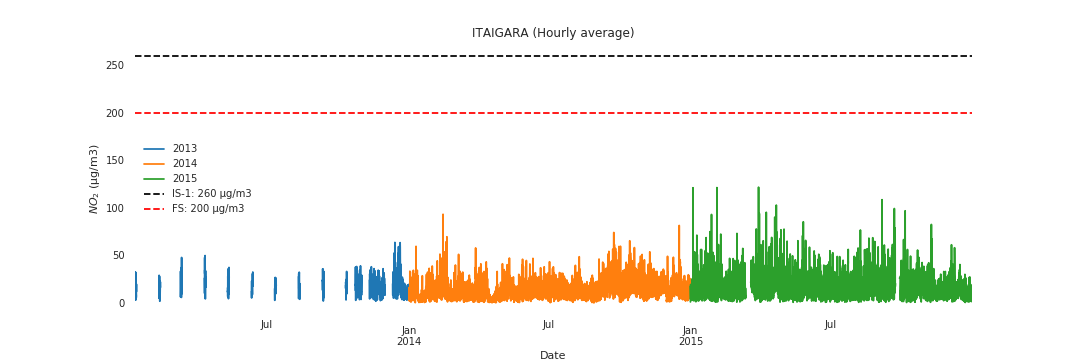 ITAIGARA (Hourly average)
250
200
150
100
50
0
NO₂ (µg/m3)
2013
2014
2015
IS-1: 260 µg/m3
FS: 200 µg/m3
Jul
Jan
2014
Jul
Jan
2015
Jul
Date